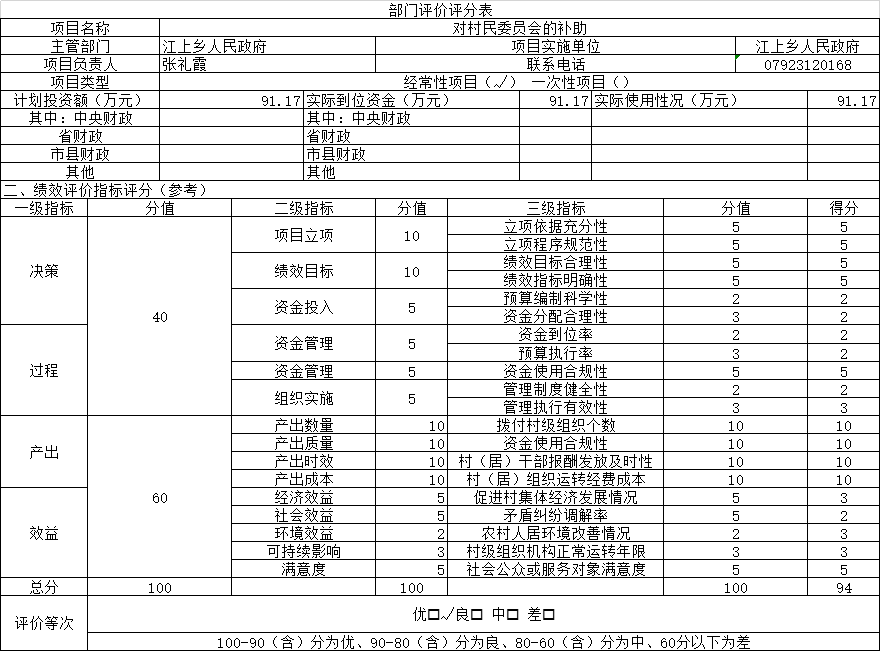 部门评价评分表
项目名称 对村民委员会的补助
主管部门 江上乡人民政府 项目实施单位 江上乡人民政府
项目负责人 张礼霞 联系电话 07923120168
项目类型 经常性项目（√） 一次性项目（）
计划投资额（万元） 91.17 实际到位资金（万元） 91.17 实际使用性况（万元） 91.17
其中：中央财政 其中：中央财政
省财政 省财政
市县财政 市县财政
其他 其他
二、绩效评价指标评分（参考）
一级指标 分值 二级指标 分值 三级指标 分值 得分
决策 40 项目立项 10 立项依据充分性 5 5
立项程序规范性 5 5
绩效目标 10 绩效目标合理性 5 5
绩效指标明确性 5 5
资金投入 5 预算编制科学性 2 2
资金分配合理性 3 2
过程 资金管理 5 资金到位率 2 2
预算执行率 3 2
资金管理 5 资金使用合规性 5 5
组织实施 5 管理制度健全性 2 2
管理执行有效性 3 3
产出 60 产出数量 10 拨付村级组织个数 10 10
产出质量 10 资金使用合规性 10 10
产出时效 10 村（居）干部报酬发放及时性 10 10
产出成本 10 村（居）组织运转经费成本 10 10
效益 经济效益 5 促进村集体经济发展情况 5 3
社会效益 5 矛盾纠纷调解率 5 2
环境效益 2 农村人居环境改善情况 2 3
可持续影响 3 村级组织机构正常运转年限 3 3
满意度 5 社会公众或服务对象满意度 5 5
总分 100 100 100 94
评价等次 优□√良□ 中□ 差□
100-90（含）分为优、90-80（含）分为良、80-60（含）分为中、60分以下为差